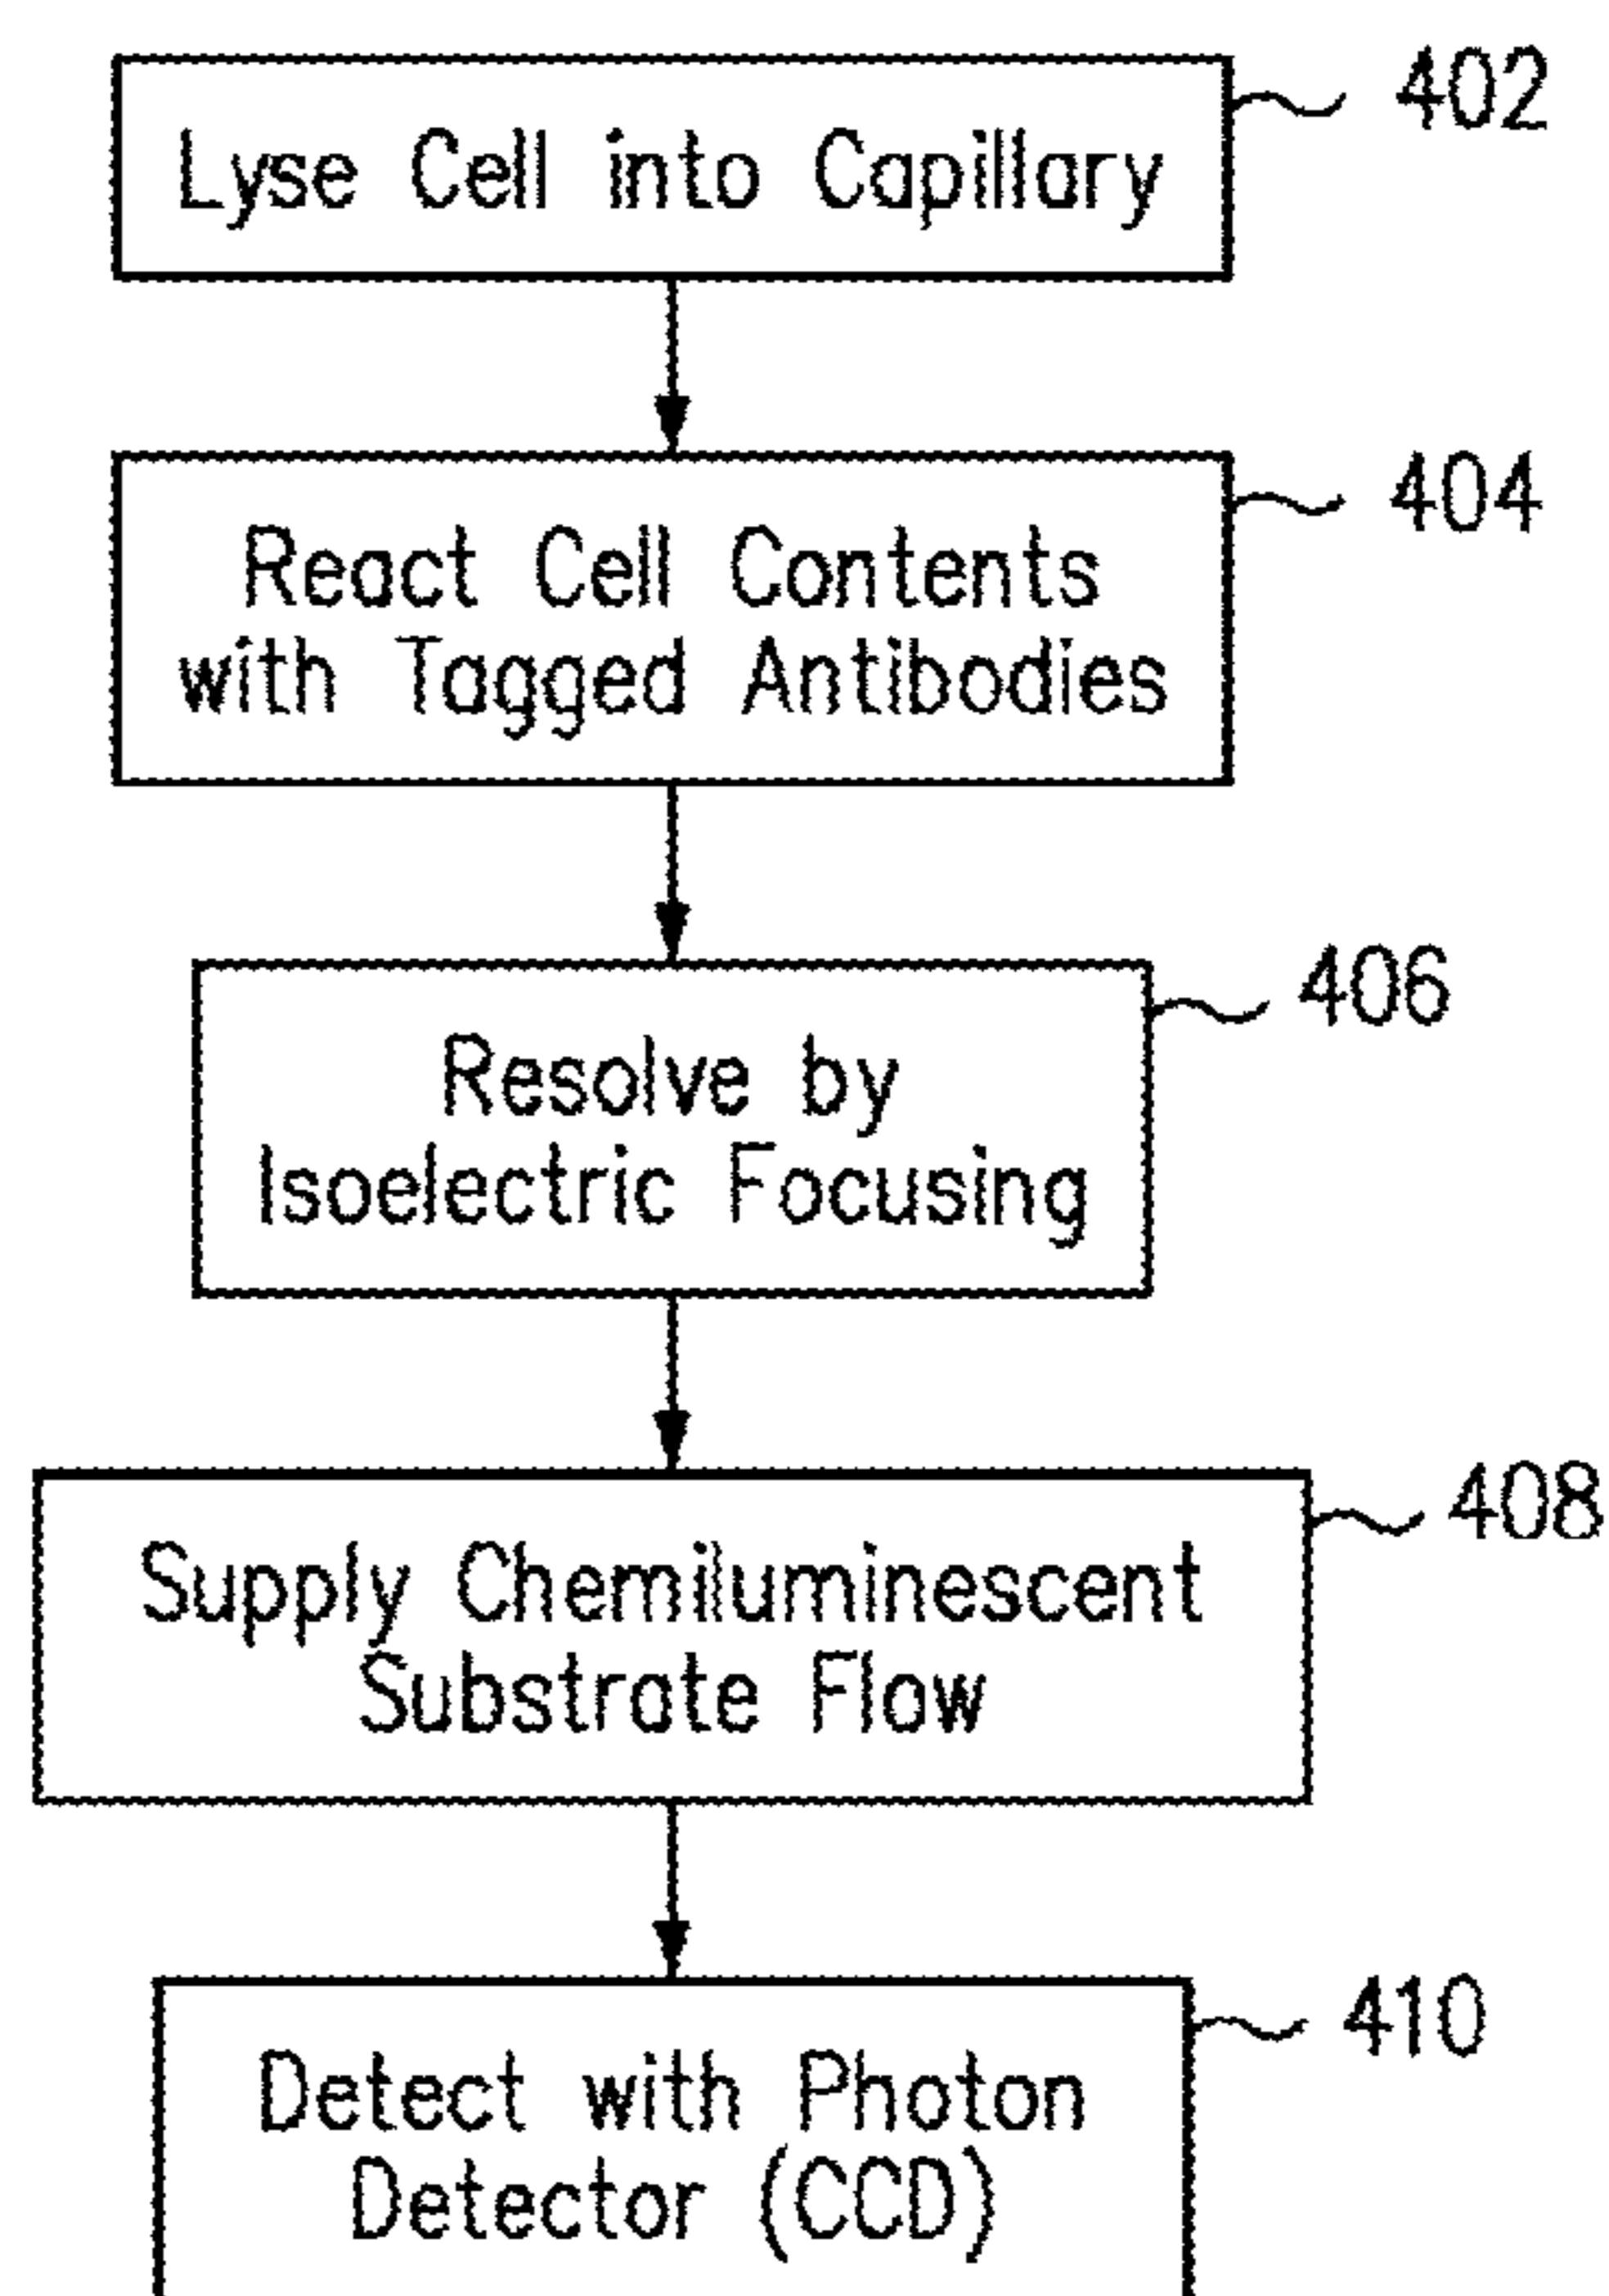 402
Lyse Cell into Capillary
404
React Cell Contents
with Tagged Antibodies
406
Resolve by
Isoelectric Focusing
408
Supply Chemiluminescent
Substrate Flow
410
Detect with Photon
Detector (CCD)